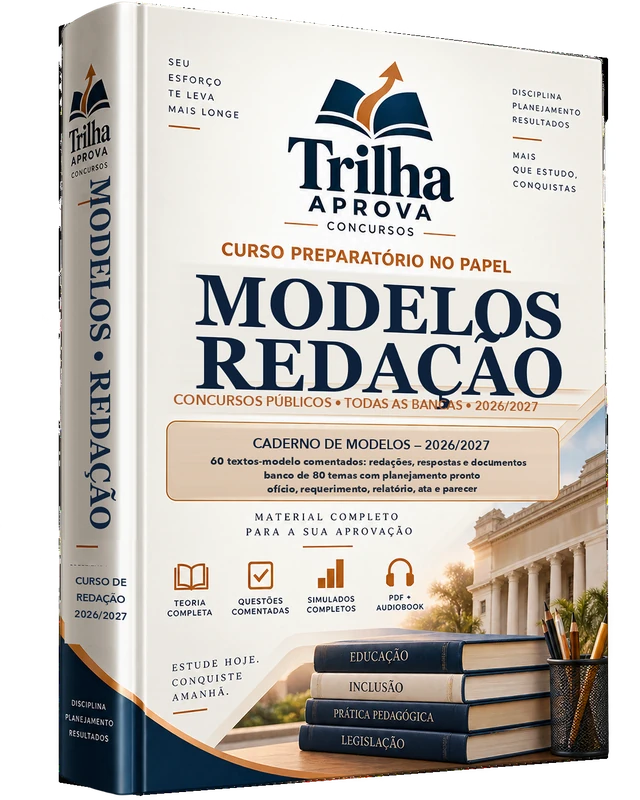 SEU
ESFORÇO
TE LEVA
MAIS LONGE
Trilha
APROVA
CONCURSOS
DISCIPLINA
PLANEJAMENTO
RESULTADOS
MAIS
QUE ESTUDO,
CONQUISTAS
CURSO PREPARATÓRIO NO PAPEL
MODELOS
REDAÇÃO
CONCURSOS PÚBLICOS • TODAS AS BANCAS • 2026/2027
CADERNO DE MODELOS – 2026/2027
60 textos-modelo comentados: redações, respostas e documentos
banco de 80 temas com planejamento pronto
ofício, requerimento, relatório, ata e parecer
MATERIAL COMPLETO
PARA A SUA APROVAÇÃO
TEORIA
COMPLETA
QUESTÕES
COMENTADAS
SIMULADOS
COMPLETOS
PDF +
AUDIOBOOK
ESTUDE HOJE.
CONQUISTE
AMANHÃ.
EDUCAÇÃO
INCLUSÃO
PRÁTICA PEDAGÓGICA
LEGISLAÇÃO
Trilha
APROVA
CONCURSOS
MODELOS • REDAÇÃO
CURSO DE
REDAÇÃO
2026/2027
DISCIPLINA
PLANEJAMENTO
RESULTADOS